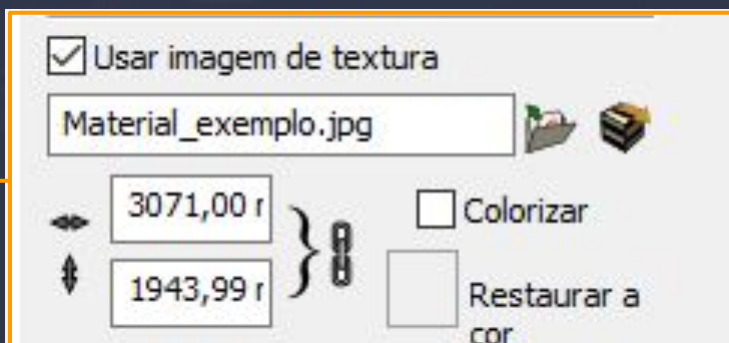 Usar imagem de textura
Material_exemplo.jpg
3071,00 r
Colorizar
1943,99 r
Restaurar a
cor